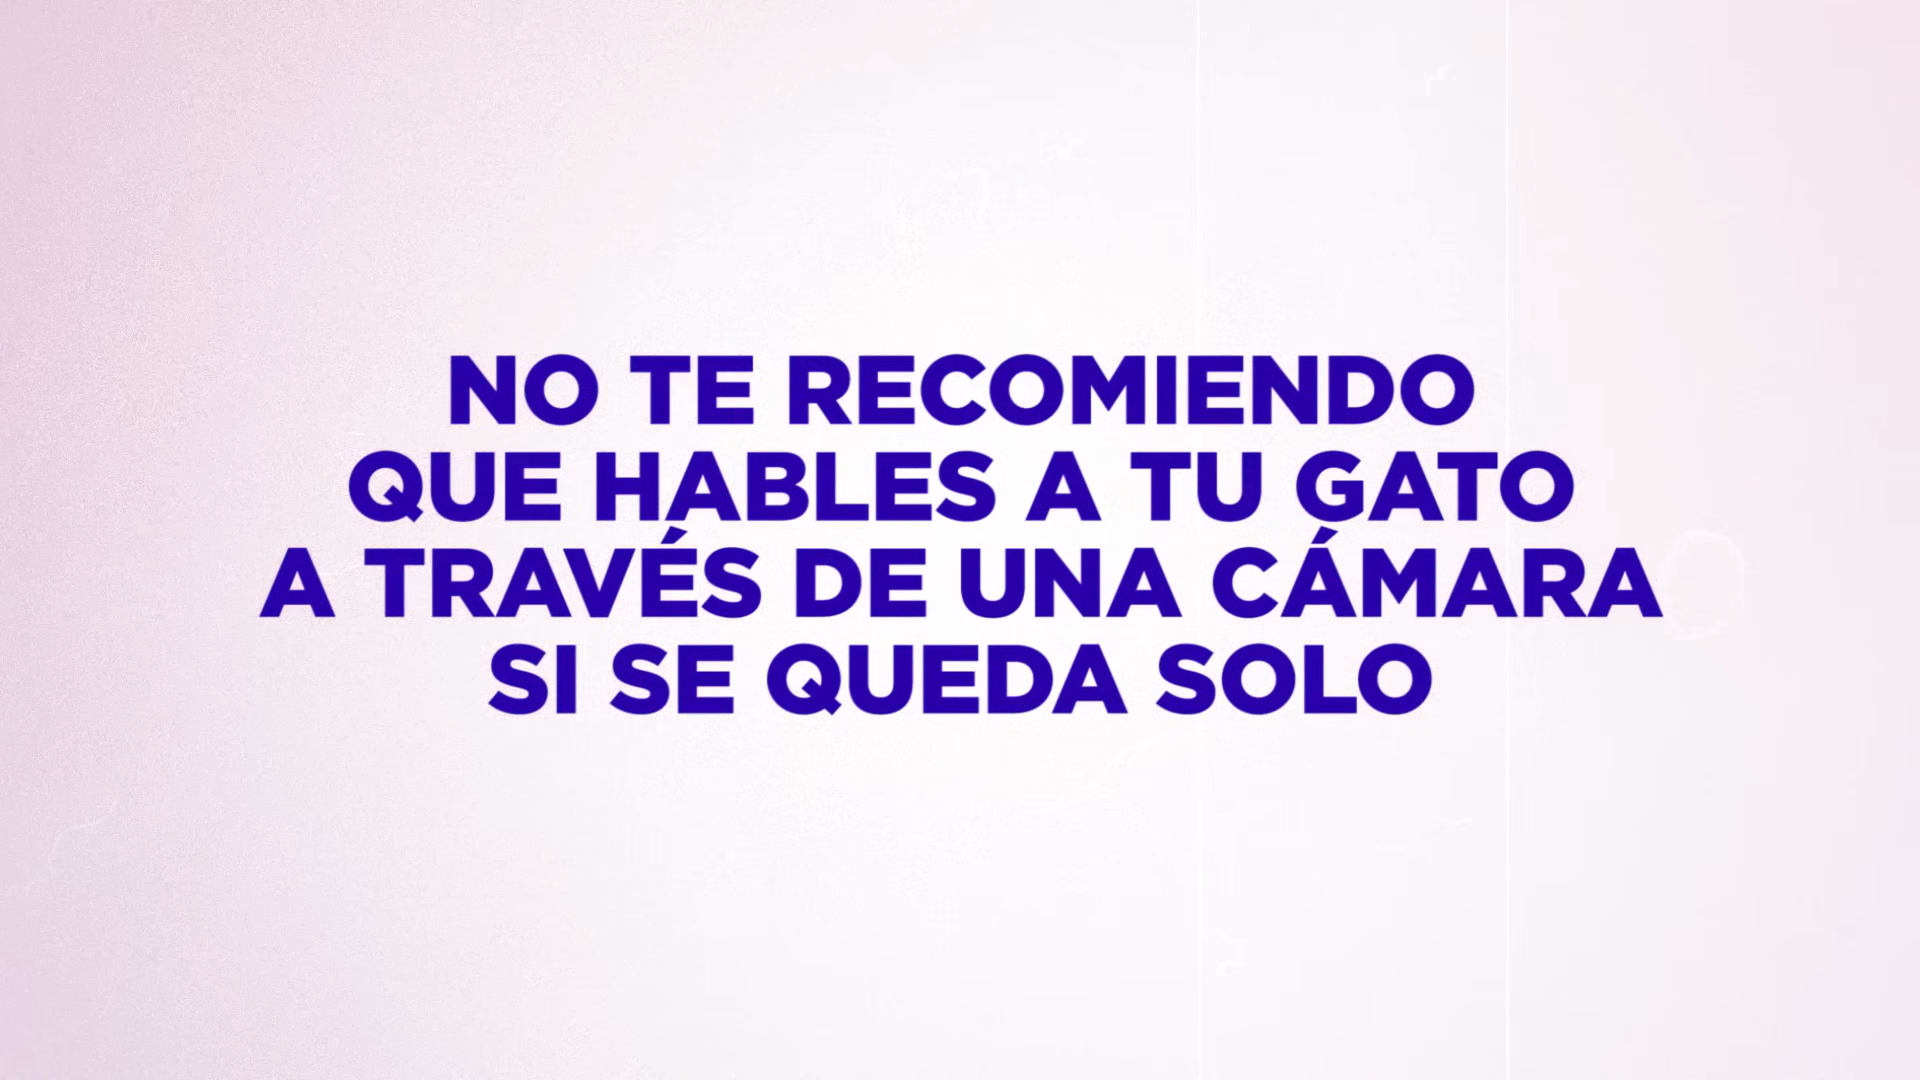 NO TE RECOMIENDO
QUE HABLES A TU GATO
A TRAVÉS DE UNA CÁMARA
SI SE QUEDA SOLO